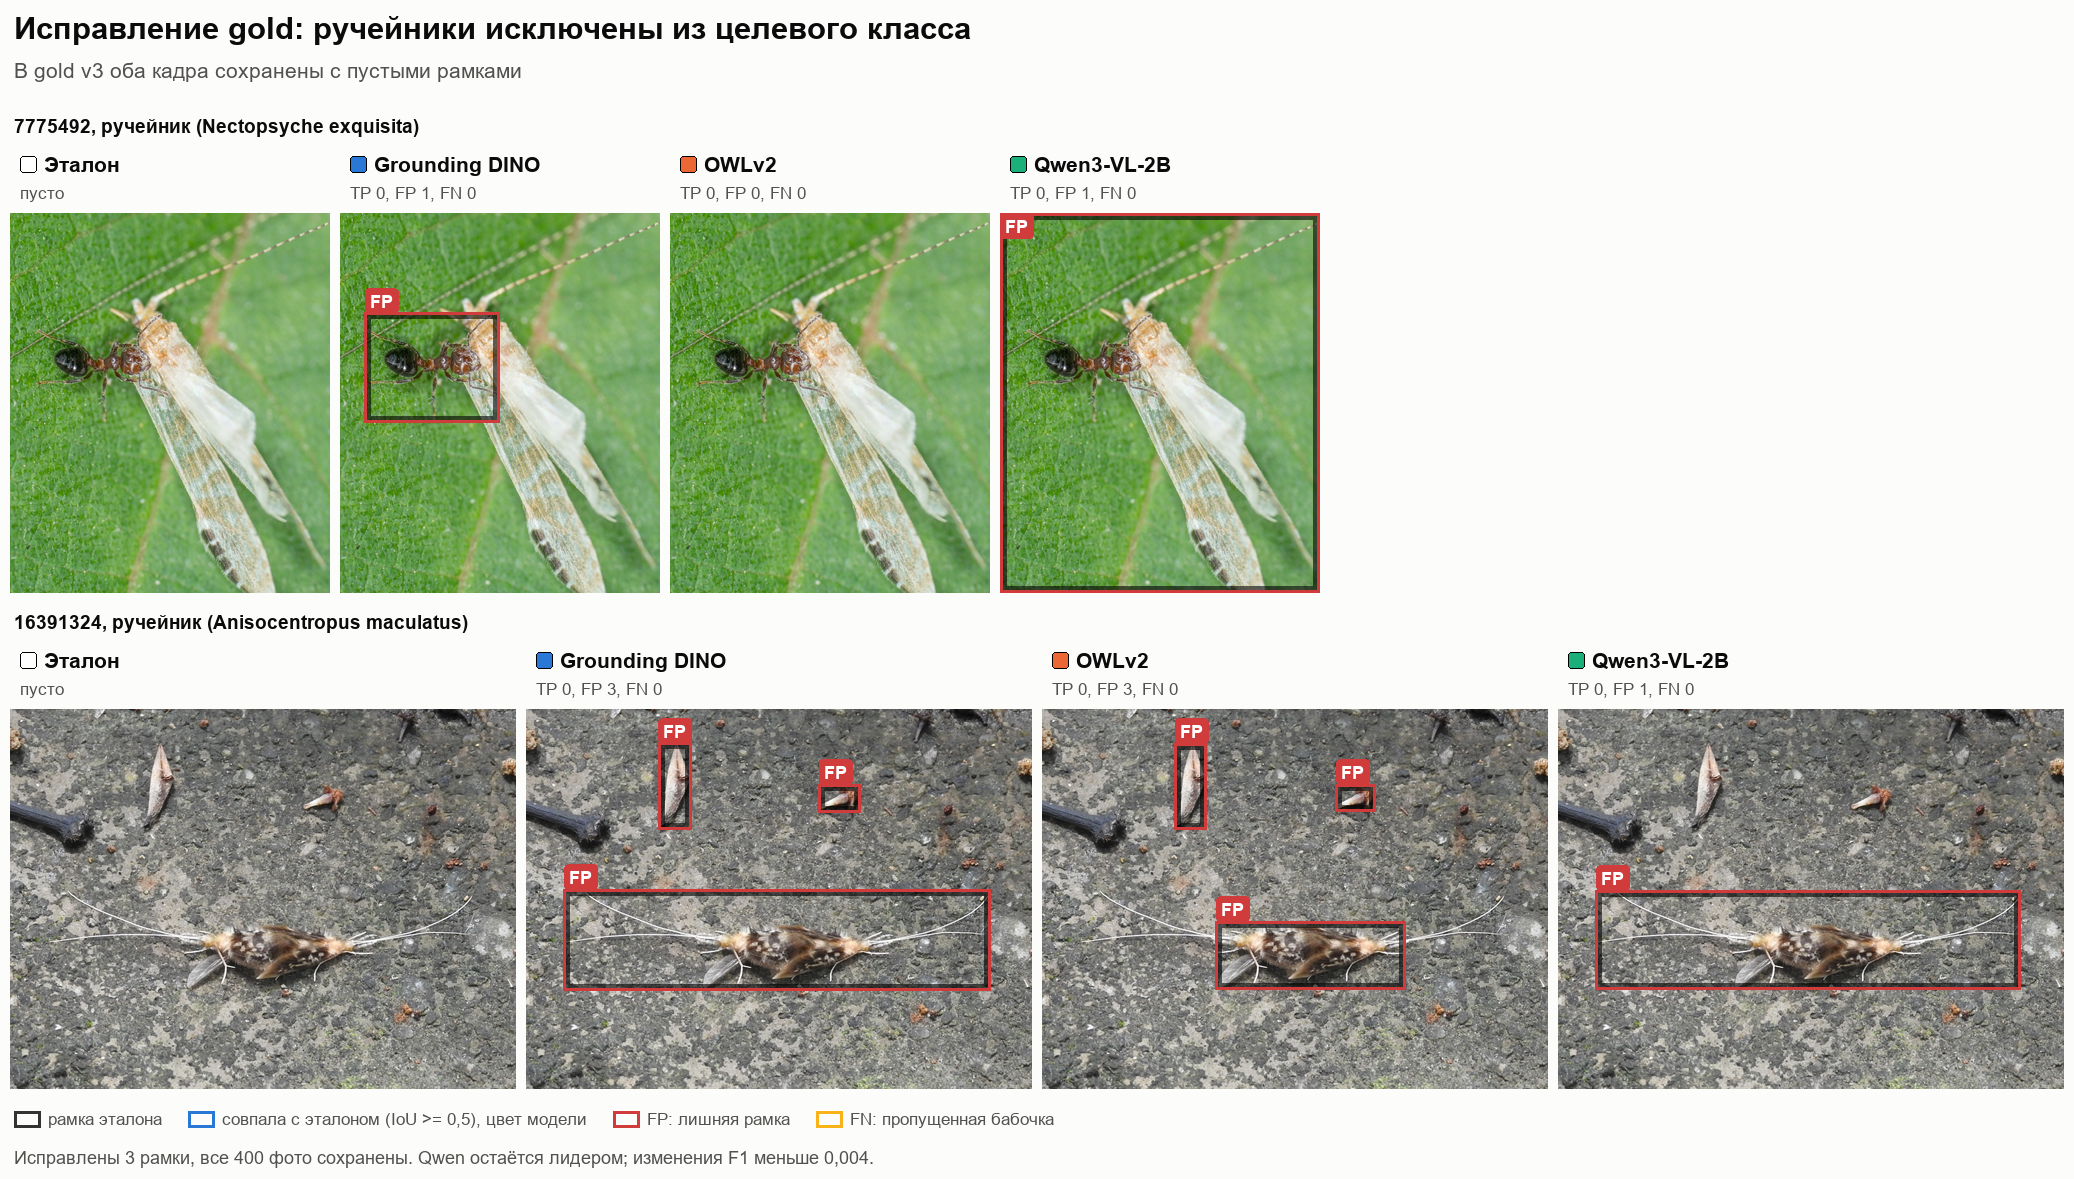 Исправление gold: ручейники исключены из целевого класса
В gold v3 оба кадра сохранены с пустыми рамками
7775492, ручейник (Nectopsyche exquisita)
Эталон
пусто
Grounding DINO
TP 0, FP 1, FN 0
OWLv2
TP 0, FP 0, FN 0
Qwen3-VL-2B
TP 0, FP 1, FN 0
FP
FP
16391324, ручейник (Anisocentropus maculatus)
Эталон
пусто
Grounding DINO
TP 0, FP 3, FN 0
OWLv2
TP 0, FP 3, FN 0
Qwen3-VL-2B
TP 0, FP 1, FN 0
FP
FP
FP
FP
FP
FP
FP
рамка эталона
совпала с эталоном (IoU >= 0,5), цвет модели
FP: лишняя рамка
FN: пропущенная бабочка
Исправлены 3 рамки, все 400 фото сохранены. Qwen остаётся лидером; изменения F1 меньше 0,004.